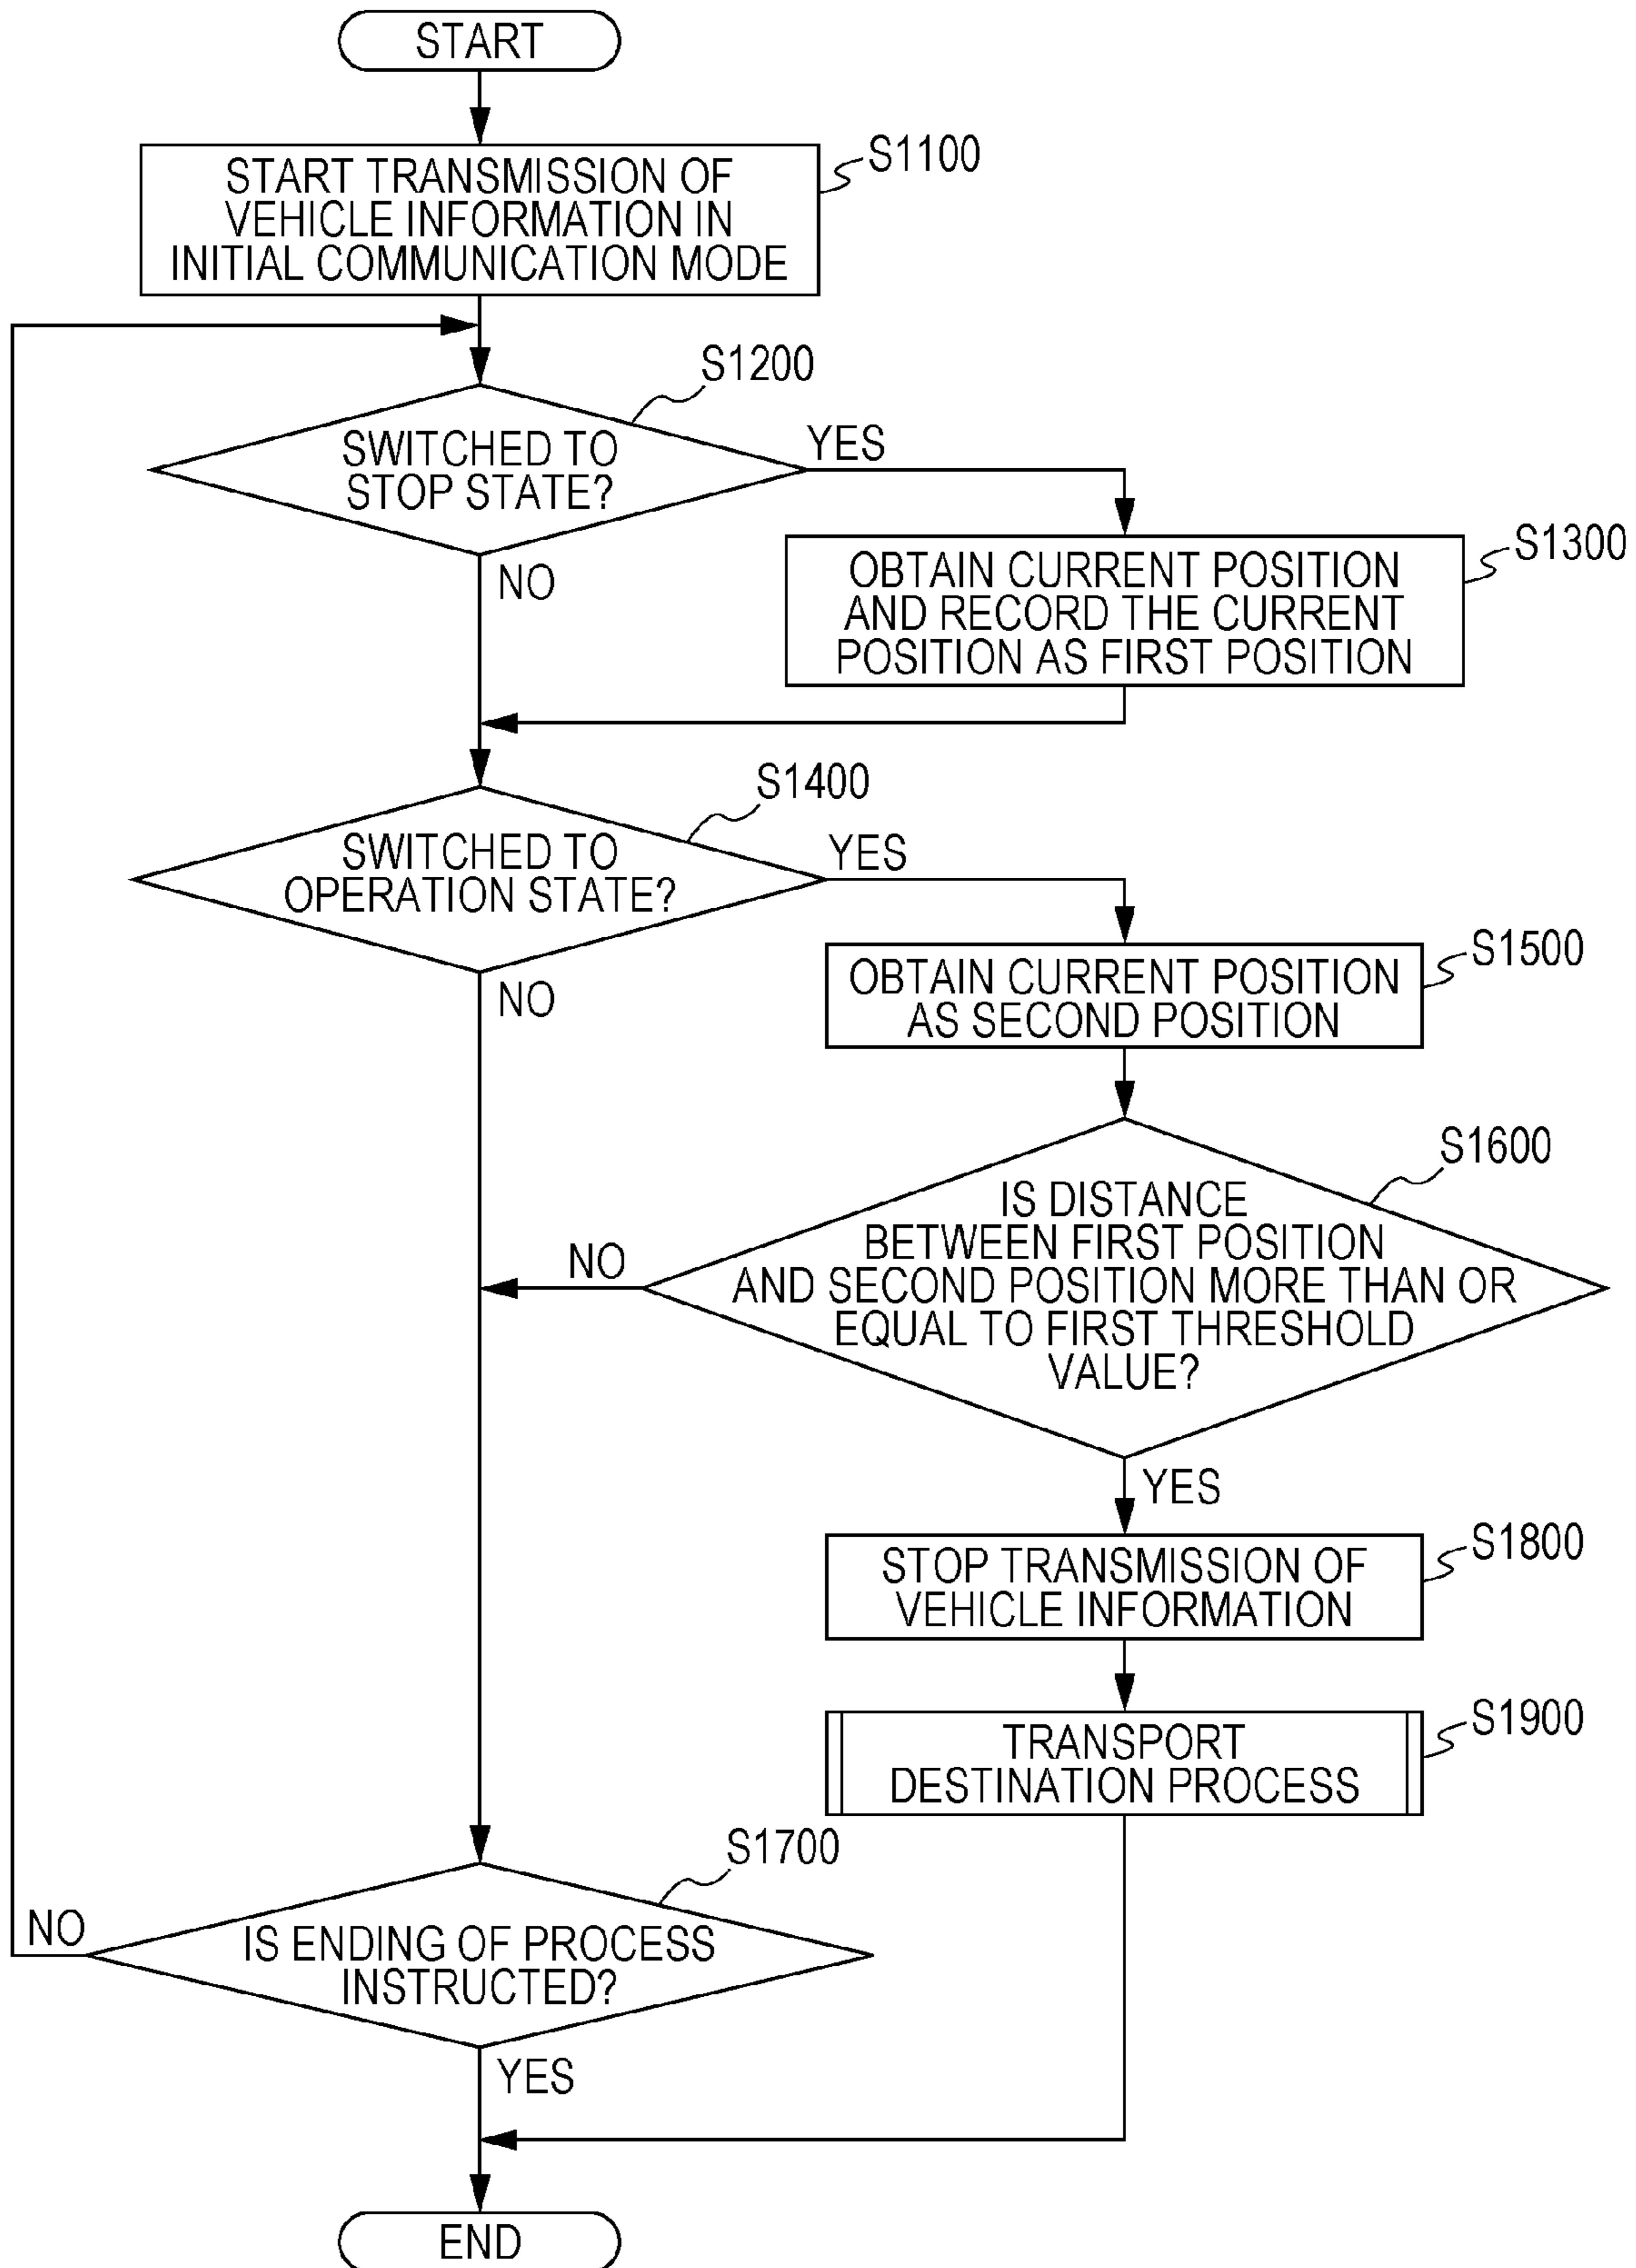 START
S1100
START TRANSMISSION OF
VEHICLE INFORMATION IN
INITIAL COMMUNICATION MODE
S1200
SWITCHED TO
STOP STATE?
YES
NO
S1300
OBTAIN CURRENT POSITION
AND RECORD THE CURRENT
POSITION AS FIRST POSITION
S1400
SWITCHED TO
OPERATION STATE?
YES
NO
S1500
OBTAIN CURRENT POSITION
AS SECOND POSITION
S1600
IS DISTANCE
BETWEEN FIRST POSITION
AND SECOND POSITION MORE THAN OR
EQUAL TO FIRST THRESHOLD
VALUE?
NO
YES
S1800
STOP TRANSMISSION OF
VEHICLE INFORMATION
S1900
TRANSPORT
DESTINATION PROCESS
S1700
IS ENDING OF PROCESS
INSTRUCTED?
NO
YES
END